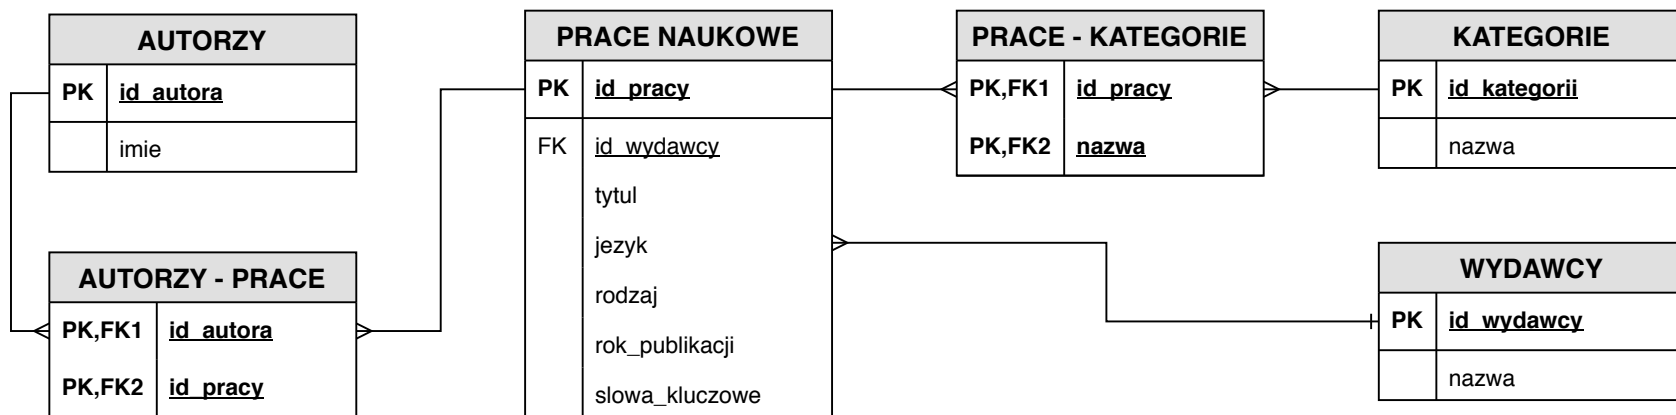 AUTORZY
PK id_autora
imie
AUTORZY - PRACE
PK,FK1 id_autora
PK,FK2 id_pracy
PRACE NAUKOWE
PK id_pracy
FK id_wydawcy
tytul
jezyk
rodzaj
rok_publikacji
slowa_kluczowe
PRACE - KATEGORIE
PK,FK1 id_pracy
PK,FK2 nazwa
KATEGORIE
PK id_kategorii
nazwa
WYDAWCY
PK id_wydawcy
nazwa